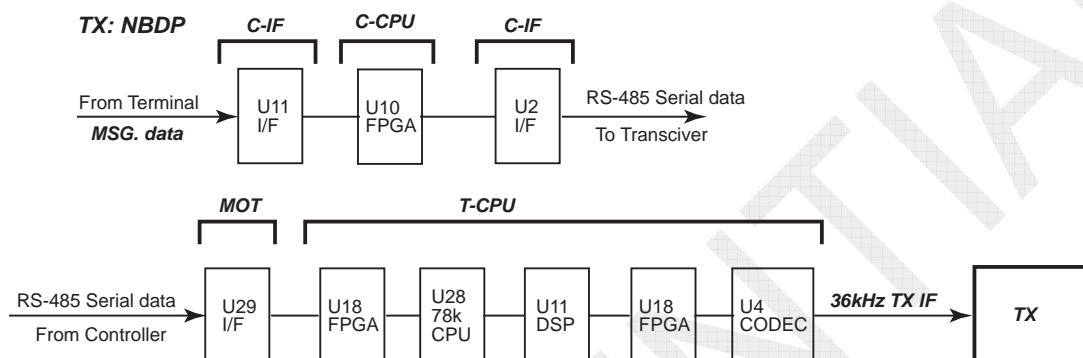 TX: NBDP
C-IF
C-CPU
C-IF
From Terminal
MSG. data
U11
I/F
U10
FPGA
U2
I/F
RS-485 Serial data
To Transciver
MOT
T-CPU
RS-485 Serial data
From Controller
U29
I/F
U18
FPGA
U28
78k
CPU
U11
DSP
U18
FPGA
U4
CODEC
36kHz TX IF
TX
NTIA